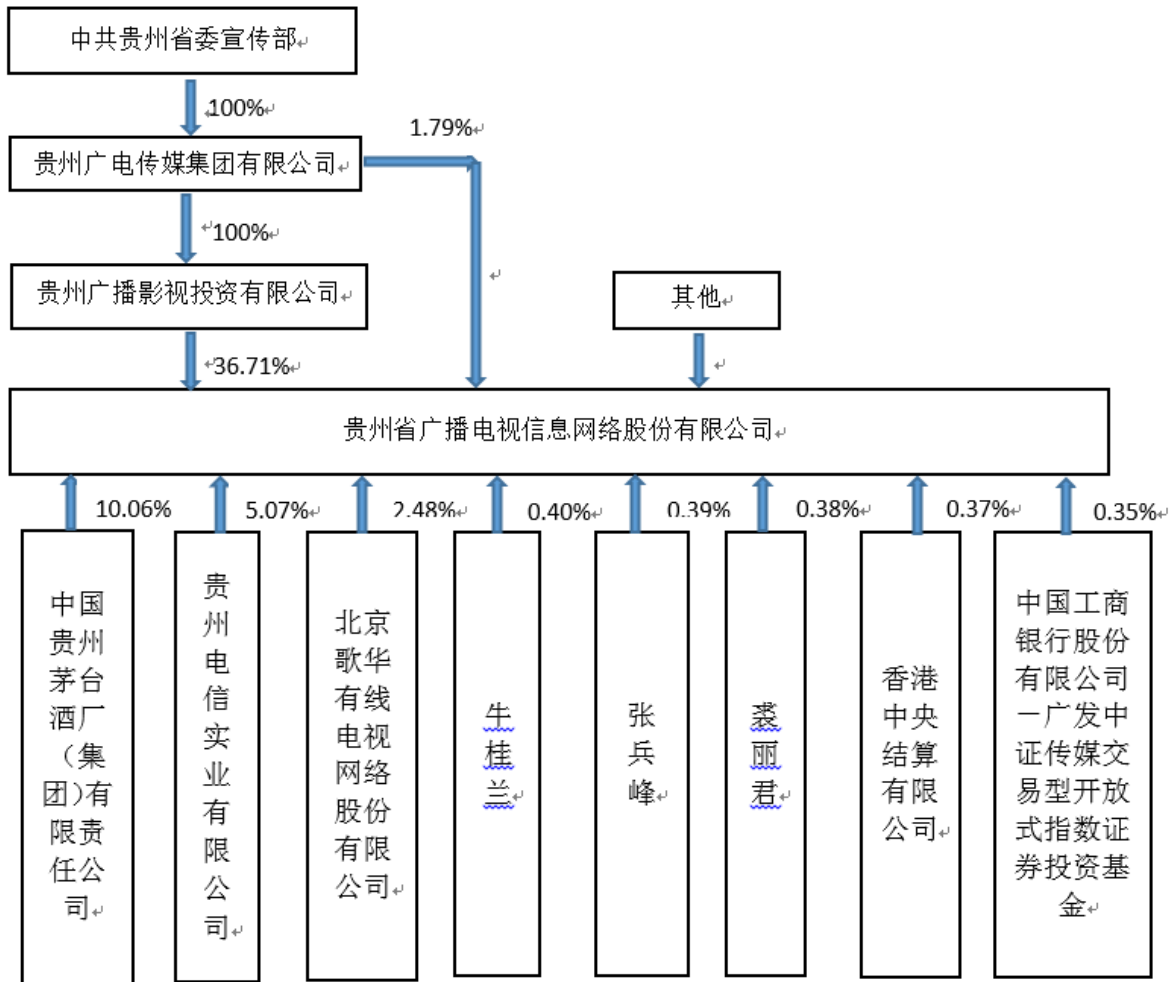 中共贵州省委宣传部
100%
1.79%
贵州广电传媒集团有限公司
100%
贵州广播影视投资有限公司
其他
36.71%
贵州省广播电视信息网络股份有限公司
10.06%
5.07%
2.48%
0.40%
0.39%
0.38%
0.37%
0.35%
中国
贵州
茅台
酒厂
（集
团）有
限责
任公
司
贵
州
电
信
实
业
有
限
公
司
北京
歌华
有线
电视
网络
股份
有限
公司
牛
桂
兰
张
兵
峰
裘
丽
君
香港
中央
结算
有限
公司
中国工商
银行股份
有限公司
－广发中
证传媒交
易型开放
式指数证
券投资基
金